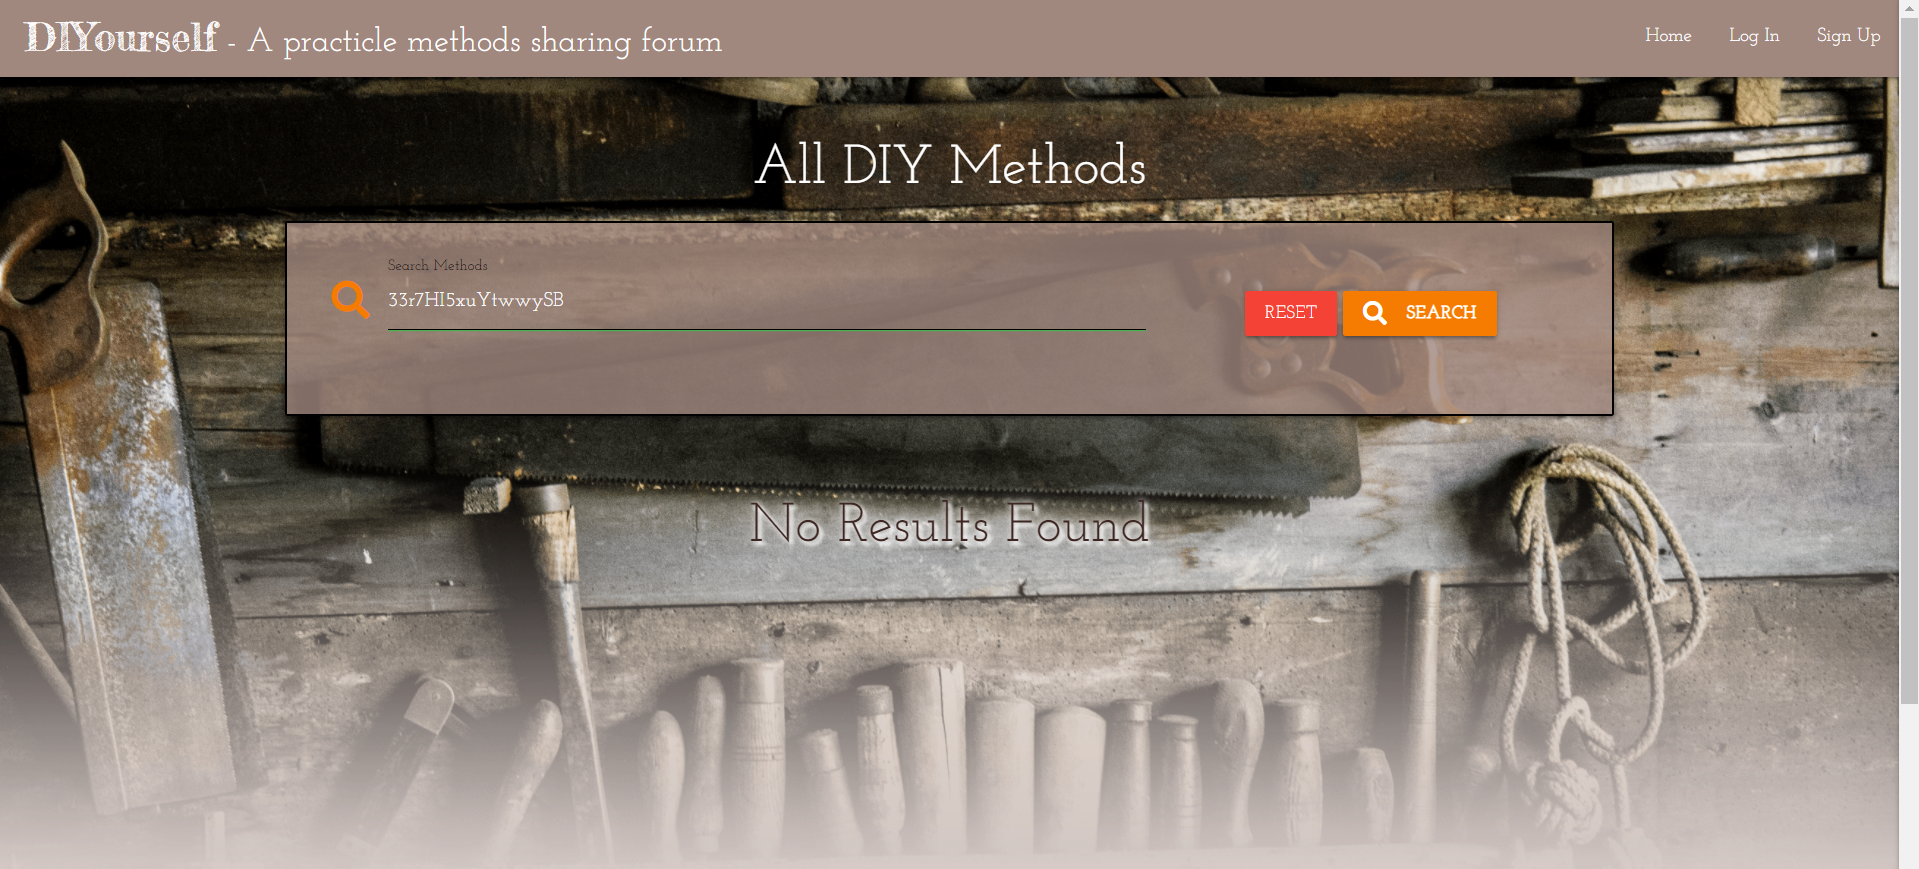 DIYourself - A practicle methods sharing forum
Home Log In Sign Up
All DIY Methods
Search Methods
33r7HI5xuYtwwySB
RESET SEARCH
No Results Found